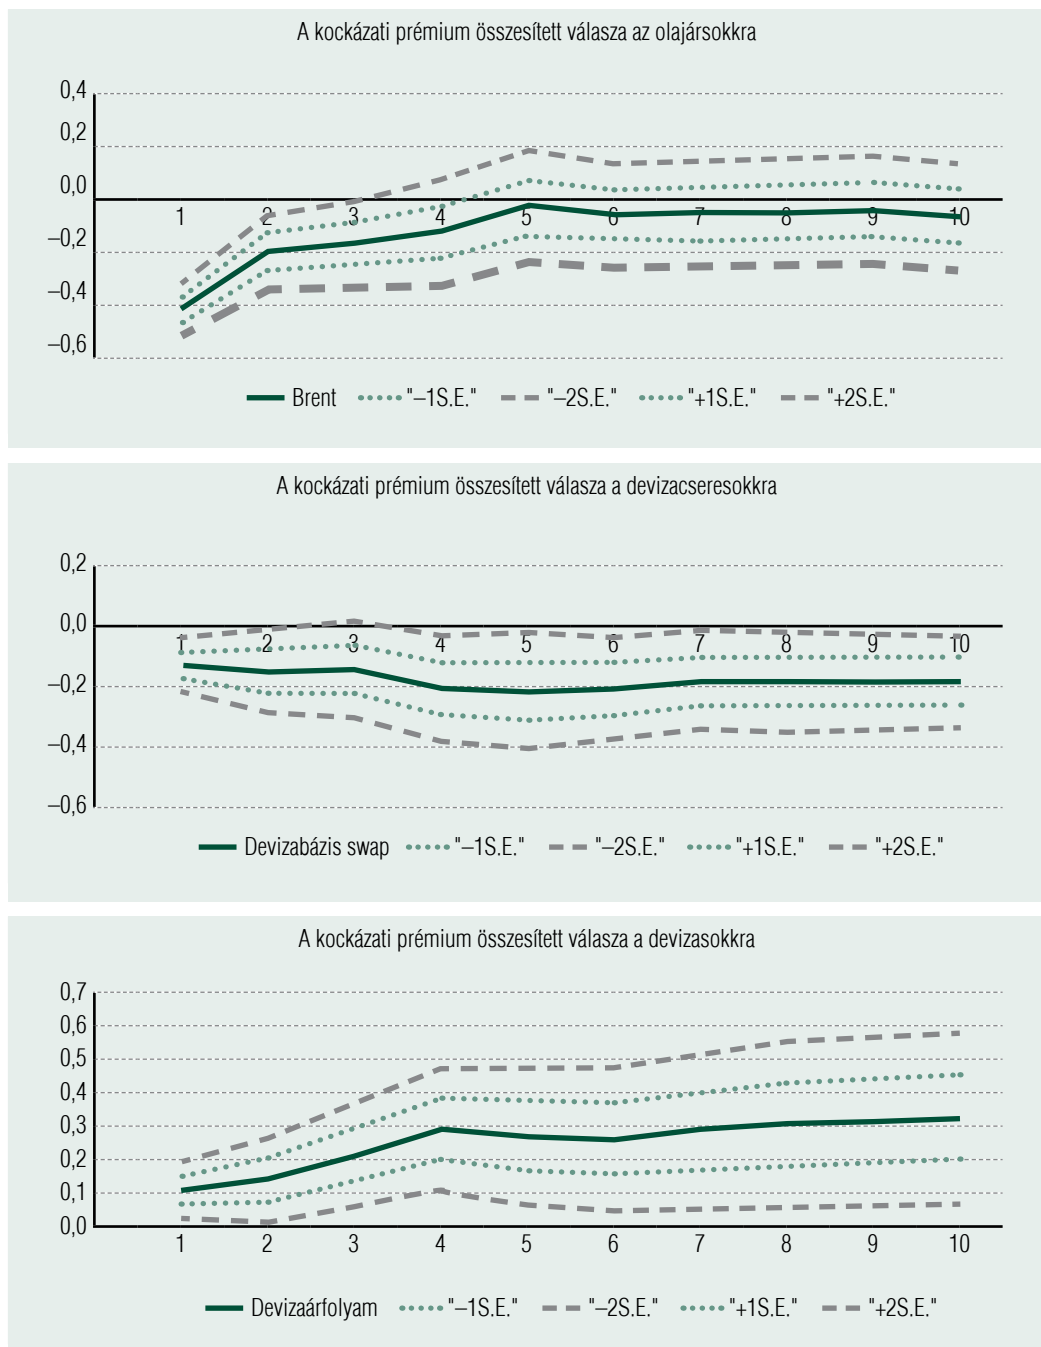 A kockázati prémium összesített válasza az olajársokkra
0,4
0,2
0,0
–0,2
–0,4
–0,6
1 2 3 4 5 6 7 8 9 10
Brent "–1S.E." "–2S.E." "+1S.E." "+2S.E."
A kockázati prémium összesített válasza a devizacseresokkra
0,2
0,0
–0,2
–0,4
–0,6
1 2 3 4 5 6 7 8 9 10
Devizabázis swap "–1S.E." "–2S.E." "+1S.E." "+2S.E."
A kockázati prémium összesített válasza a devizasokkra
0,7
0,6
0,5
0,4
0,3
0,2
0,1
0,0
1 2 3 4 5 6 7 8 9 10
Devizaárfolyam "–1S.E." "–2S.E." "+1S.E." "+2S.E."